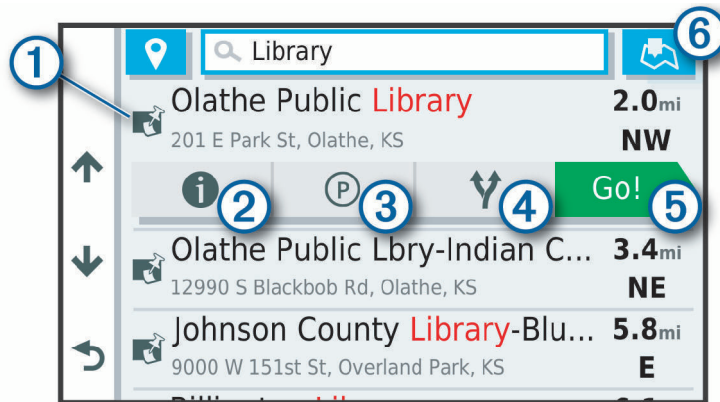 1
6
Library
Olathe Public Library
2.0mi
201 E Park St, Olathe, KS
NW
i
2
P
3
4
Go!
5
Olathe Public Lbry-Indian C...
3.4mi
12990 S Blackbob Rd, Olathe, KS
NE
Johnson County Library-Blu...
5.8mi
9000 W 151st St, Overland Park, KS
E